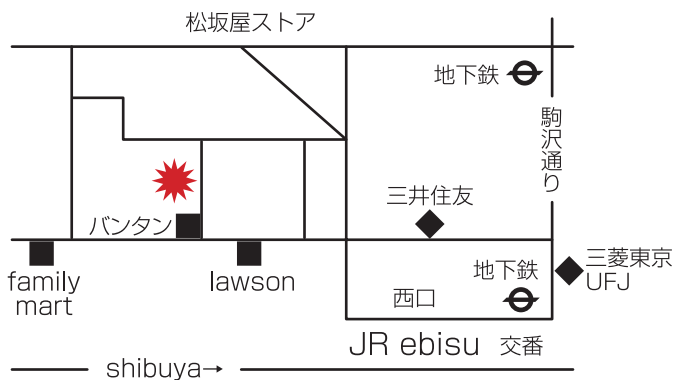 松坂屋ストア
地下鉄
駒沢通り
三井住友
バンタン
family
mart
lawson
地下鉄
三菱東京
UFJ
西口
JR ebisu 交番
shibuya→